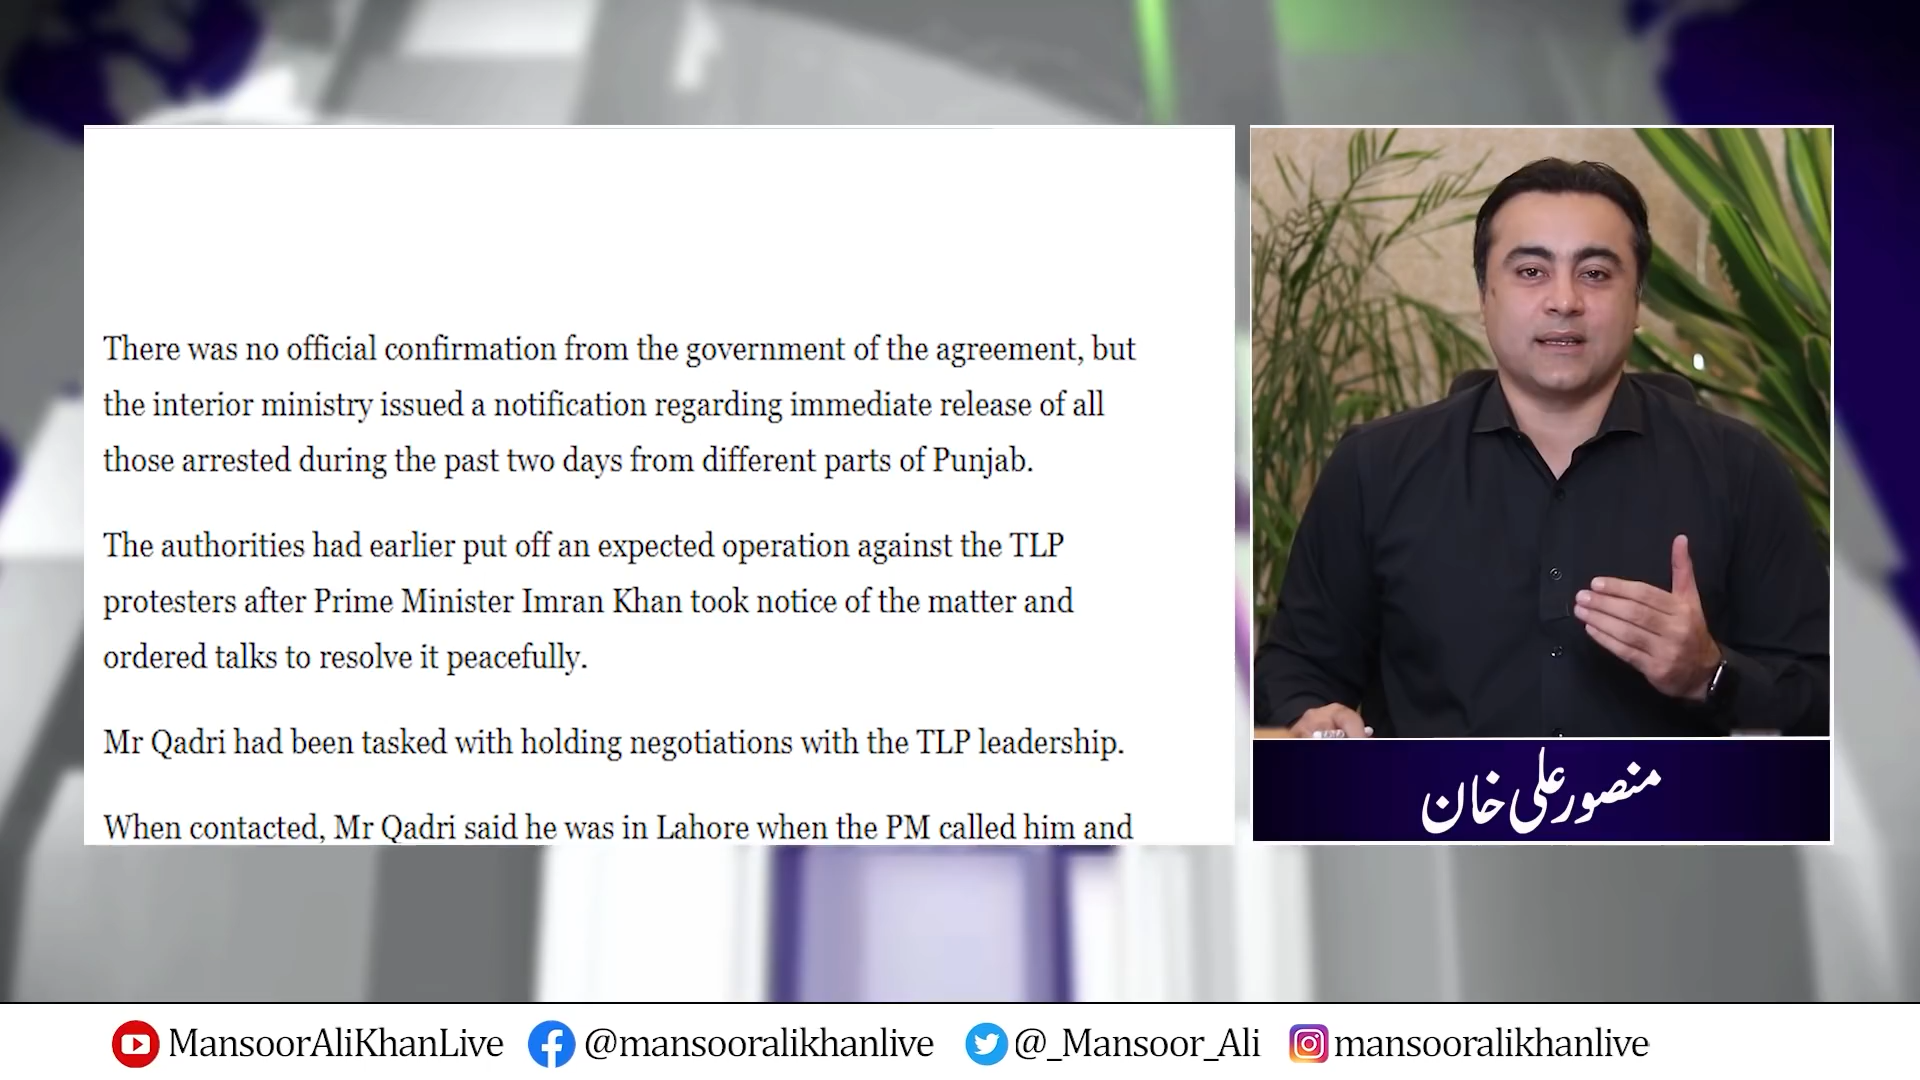 There was no official confirmation from the government of the agreement, but
the interior ministry issued a notification regarding immediate release of all
those arrested during the past two days from different parts of Punjab.
The authorities had earlier put off an expected operation against the TLP
protesters after Prime Minister Imran Khan took notice of the matter and
ordered talks to resolve it peacefully.
Mr Qadri had been tasked with holding negotiations with the TLP leadership.
When contacted, Mr Qadri said he was in Lahore when the PM called him and
منصور علی خان
MansoorAliKhanLive
@mansooralikhanlive
@_Mansoor_Ali
mansooralikhanlive